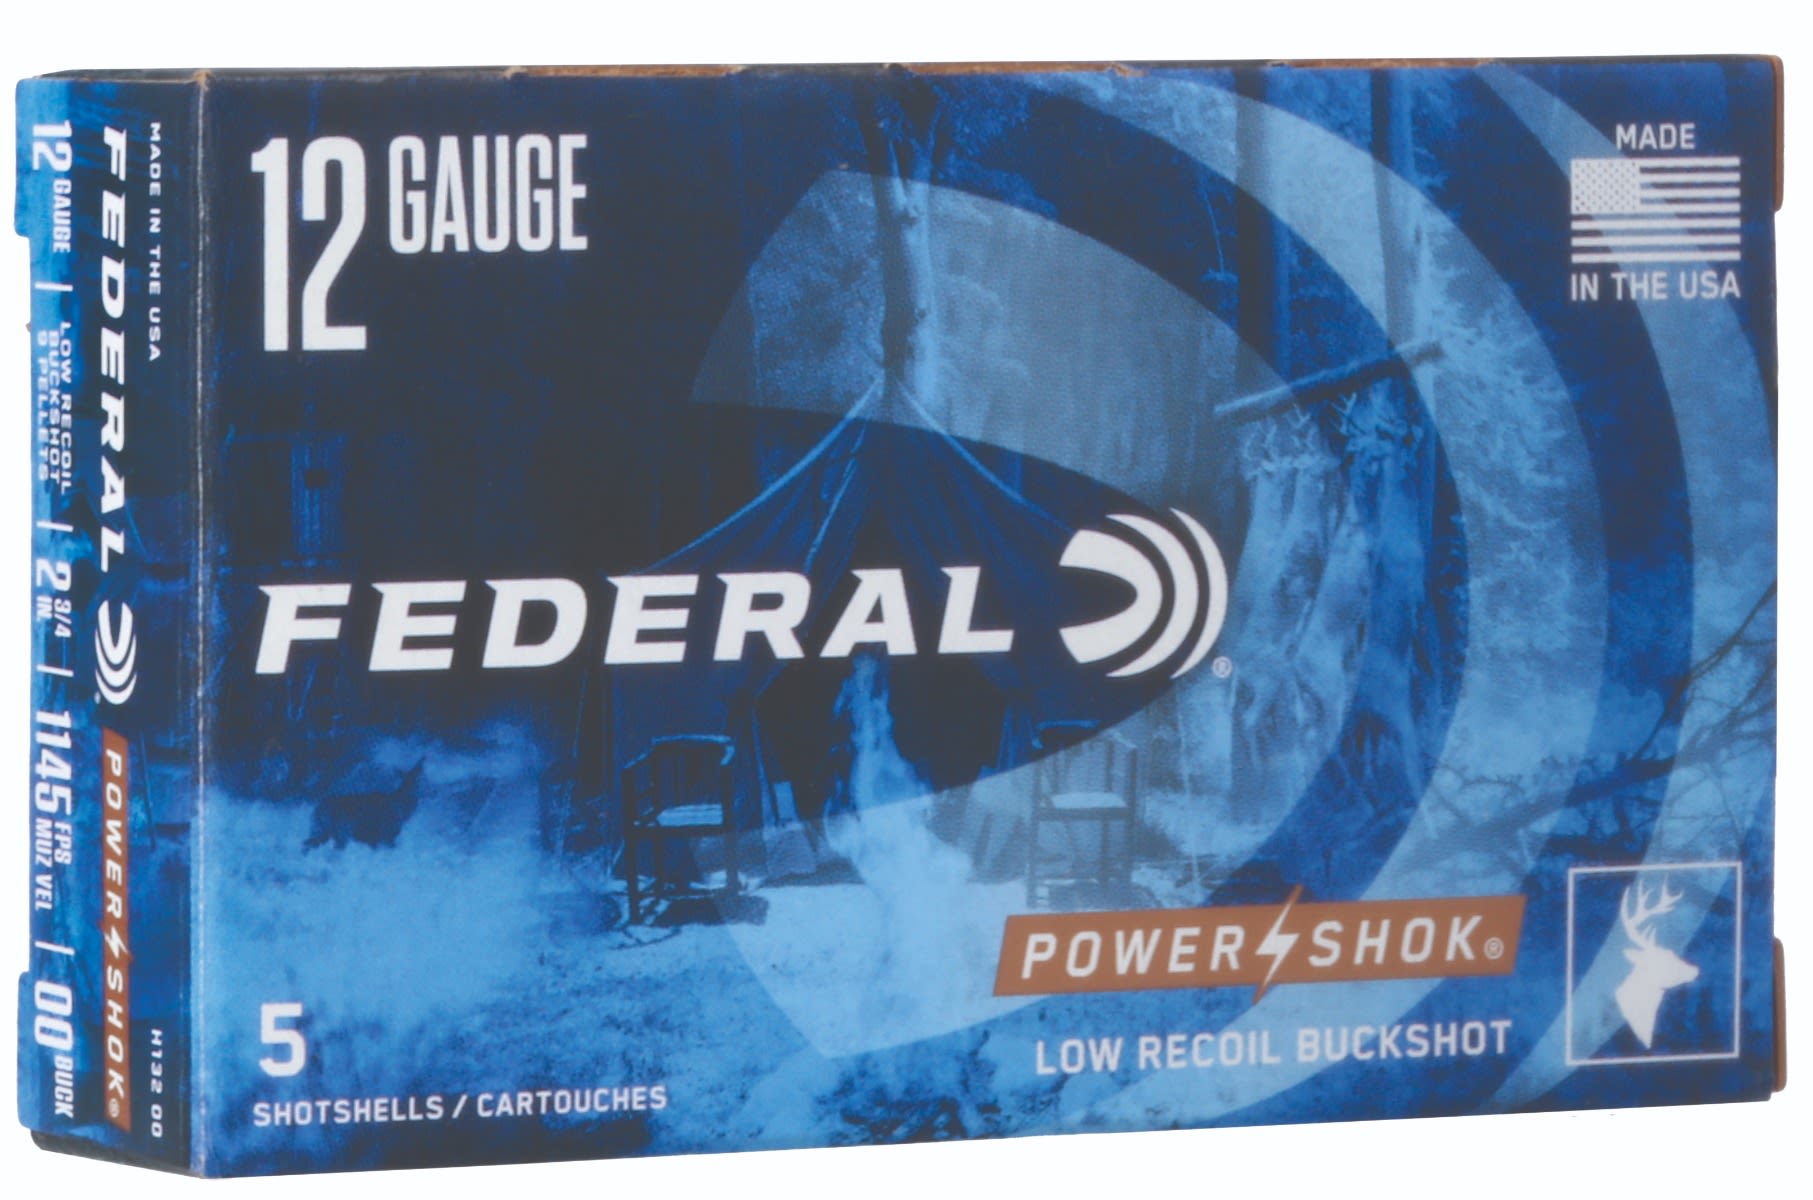 12 GAUGE
MADE
IN THE USA
FEDERAL®
POWER SHOK®
LOW RECOIL BUCKSHOT
5
SHOTSHELLS / CARTOUCHES
MADE IN THE USA
FEDERAL
POWER SHOK®
H132 00
12 GAUGE | LOW RECOIL
BUCKSHOT
9 PELLETS | 2 3/4
IN. | 1145 FPS
MUZ VEL | 00 BUCK